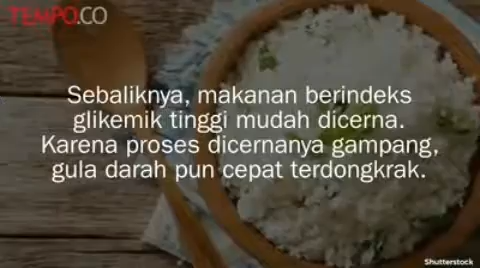 TEMPO.CO
Sebaliknya, makanan berindeks
glikemik tinggi mudah dicerna.
Karena proses dicernanya gampang,
gula darah pun cepat terdongkrak.
Shutterstock